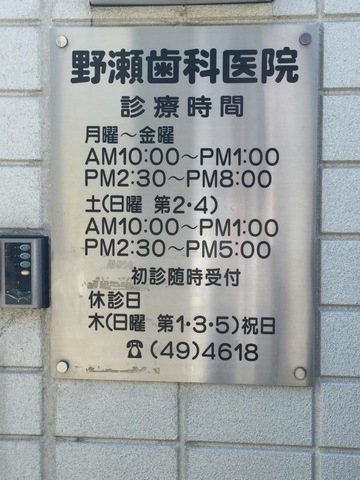 野瀬歯科医院
診療時間
月曜～金曜
AM10:00～PM1:00
PM2:30～PM8:00
土(日曜 第2・4)
AM10:00～PM1:00
PM2:30～PM5:00
初診随時受付
休診日
木(日曜 第1・3・5)祝日
☎(49)4618